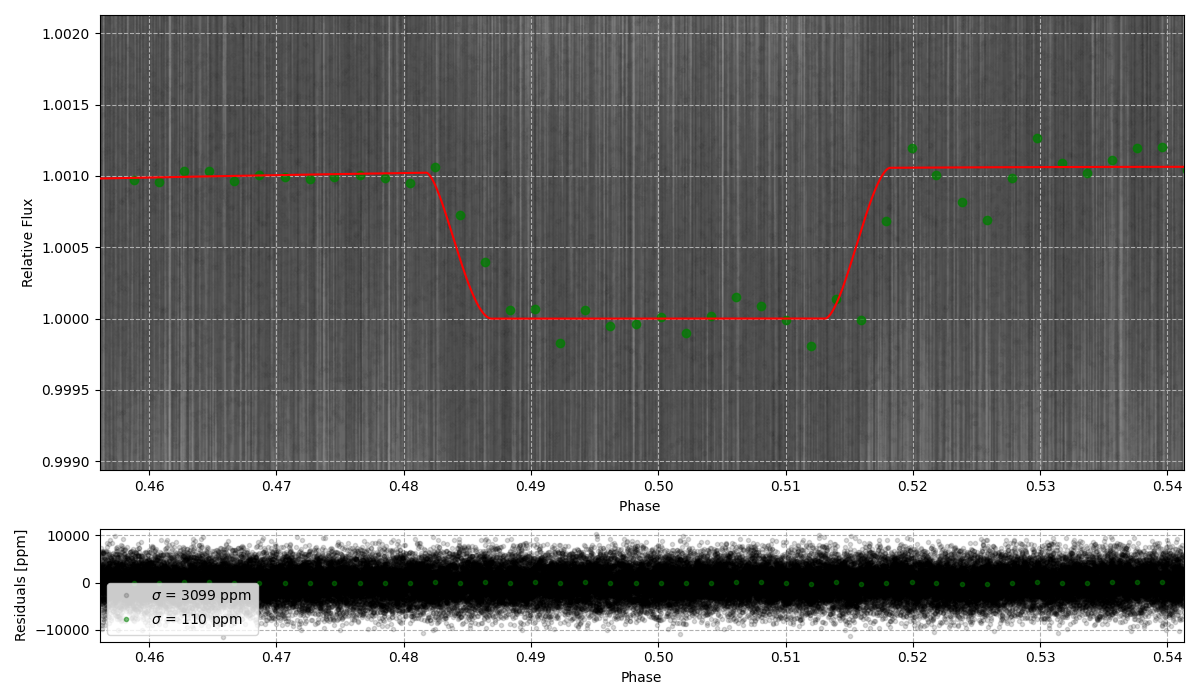 1.0020
1.0015
1.0010
1.0005
1.0000
0.9995
0.9990
Relative Flux
0.46 0.47 0.48 0.49 0.50 0.51 0.52 0.53 0.54
Phase
10000
0
−10000
Residuals [ppm]
σ = 3099 ppm
σ = 110 ppm
0.46 0.47 0.48 0.49 0.50 0.51 0.52 0.53 0.54
Phase